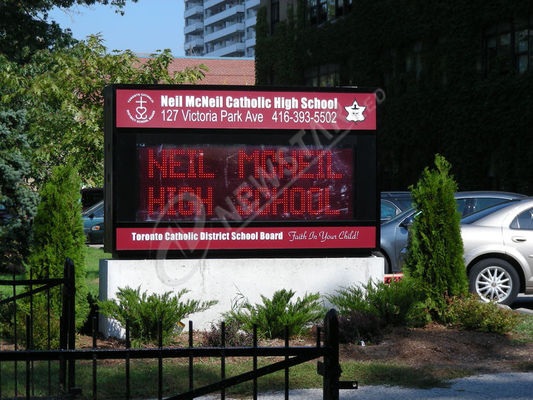 Neil McNeil Catholic High School
127 Victoria Park Ave 416-393-5502
NEIL MCNEIL
HIGH SCHOOL
Toronto Catholic District School Board Faith In Your Child!